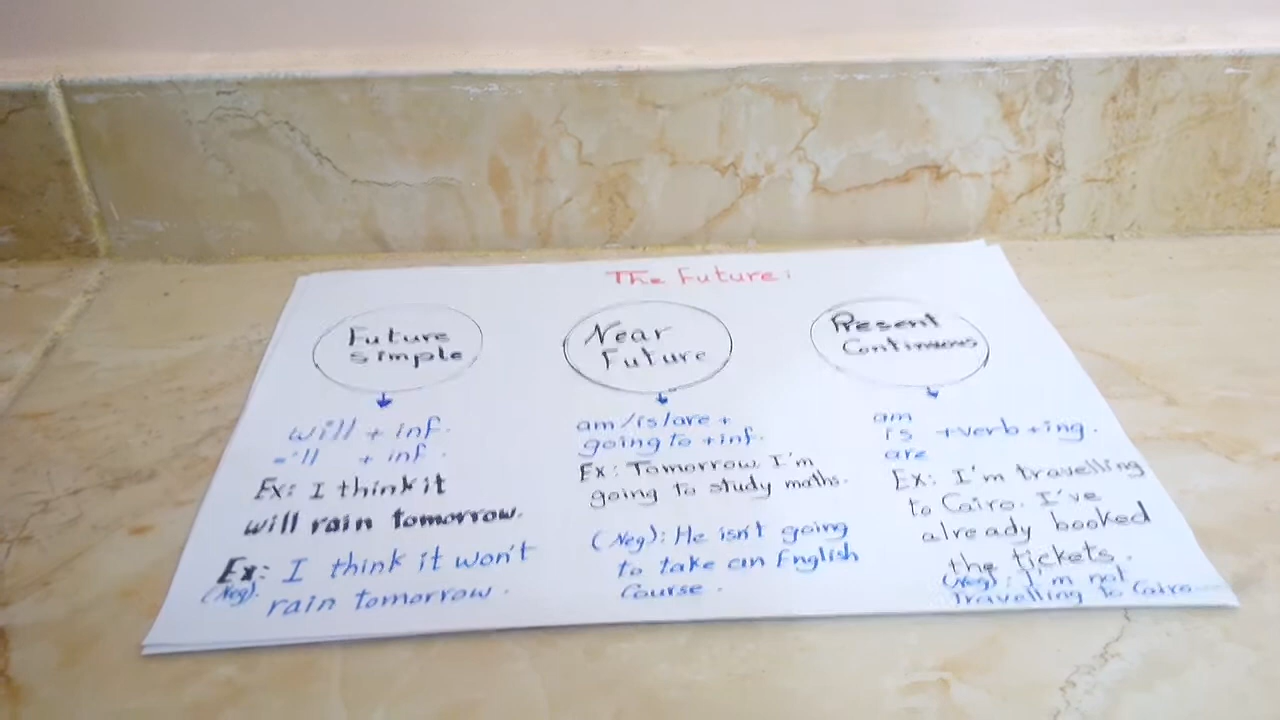 The Future:
Future
simple
will + inf.
='ll + inf.
Ex: I think it
will rain tomorrow.
Ex: I think it won't
(Neg).
rain tomorrow.
Near
Future
am/is/are +
going to + inf.
Ex: Tomorrow I'm
going to study maths.
(Neg): He isn't going
to take an English
Course.
Present
Continuous
am
is +verb+ing.
are
Ex: I'm travelling
to Cairo. I've
already booked
the tickets.
(Neg): I'm not
Travelling to Cairo